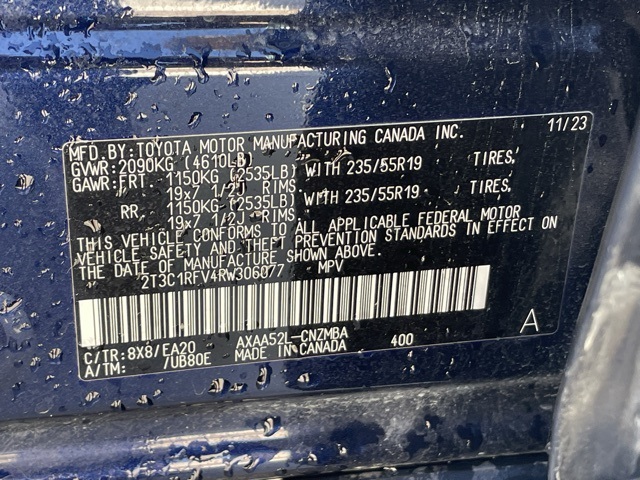 MFD. BY: TOYOTA MOTOR MANUFACTURING CANADA INC. 11/23
GVWR: 2090KG (4610LB)
GAWR: FRT. 1150KG (2535LB) WITH 235/55R19 TIRES,
19x7 1/2J RIMS,
RR. 1150KG (2535LB) WITH 235/55R19 TIRES,
19x7 1/2J RIMS.
THIS VEHICLE CONFORMS TO ALL APPLICABLE FEDERAL MOTOR
VEHICLE SAFETY AND THEFT PREVENTION STANDARDS IN EFFECT ON
THE DATE OF MANUFACTURE SHOWN ABOVE.
2T3C1RFV4RW306077 MPV
A
C/TR: 8X8/EA20 AXAA52L-CNZMBA 400
A/TM: /UB80E MADE IN CANADA